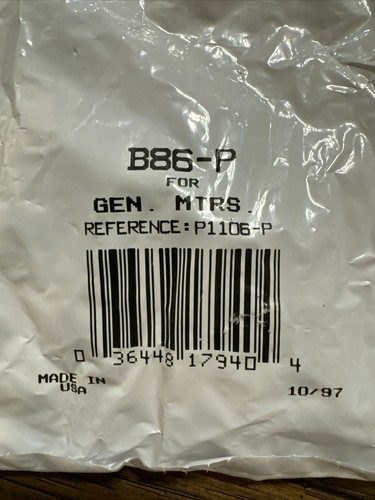 B86-P
FOR
GEN. MTRS.
REFERENCE:P1106-P
0 36448 17940 4
MADE IN
USA
10/97